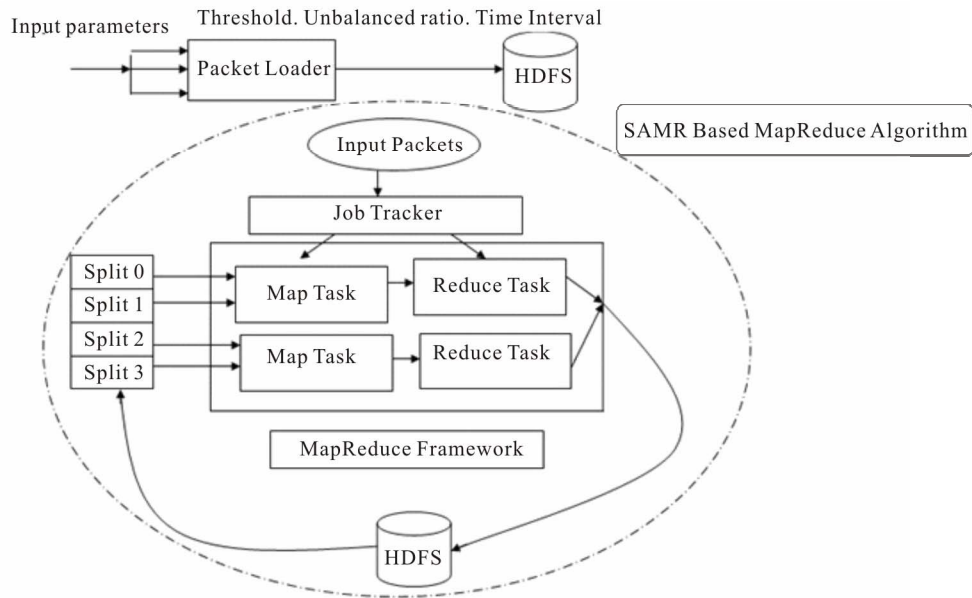 Threshold. Unbalanced ratio. Time Interval
Input parameters
Packet Loader
HDFS
SAMR Based MapReduce Algorithm
Input Packets
Job Tracker
Split 0
Split 1
Split 2
Split 3
Map Task
Reduce Task
Map Task
Reduce Task
MapReduce Framework
HDFS